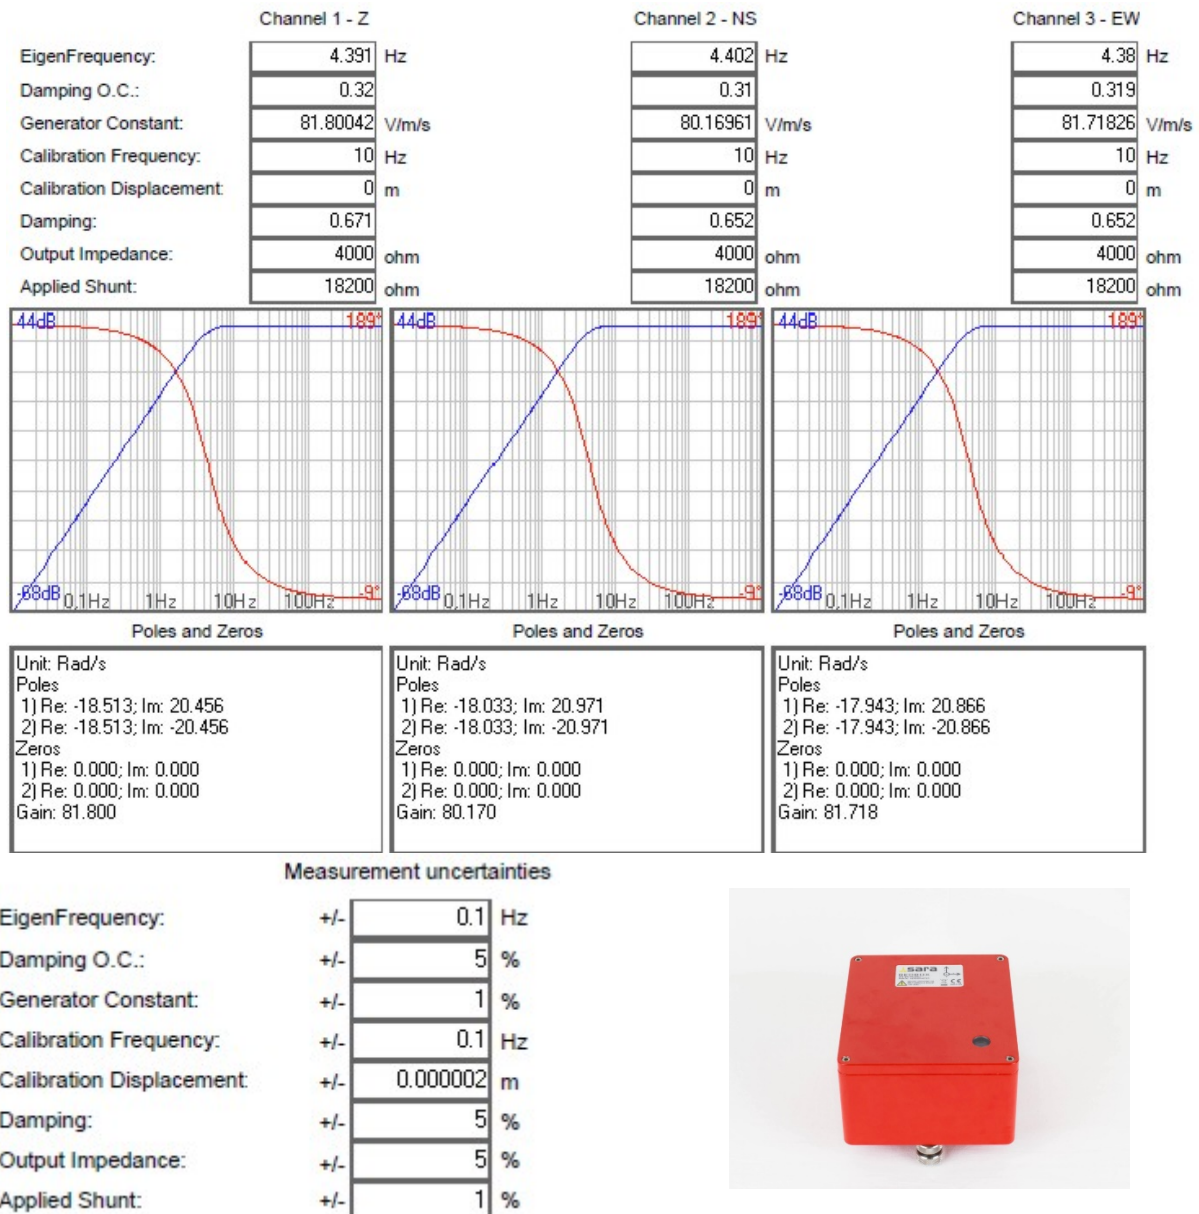 Channel 1 - Z Channel 2 - NS Channel 3 - EW
EigenFrequency: 4.391 Hz 4.402 Hz 4.38 Hz
Damping O.C.: 0.32 0.31 0.319
Generator Constant: 81.80042 V/m/s 80.16961 V/m/s 81.71826 V/m/s
Calibration Frequency: 10 Hz 10 Hz 10 Hz
Calibration Displacement: 0 m 0 m 0 m
Damping: 0.671 0.652 0.652
Output Impedance: 4000 ohm 4000 ohm 4000 ohm
Applied Shunt: 18200 ohm 18200 ohm 18200 ohm
44dB 189° 44dB 189° 44dB 189°
-68dB 0,1Hz 1Hz 10Hz 100Hz -9° -68dB 0,1Hz 1Hz 10Hz 100Hz -9° -68dB 0,1Hz 1Hz 10Hz 100Hz -9°
Poles and Zeros Poles and Zeros Poles and Zeros
Unit: Rad/s Unit: Rad/s Unit: Rad/s
Poles Poles Poles
1) Re: -18.513; Im: 20.456 1) Re: -18.033; Im: 20.971 1) Re: -17.943; Im: 20.866
2) Re: -18.513; Im: -20.456 2) Re: -18.033; Im: -20.971 2) Re: -17.943; Im: -20.866
Zeros Zeros Zeros
1) Re: 0.000; Im: 0.000 1) Re: 0.000; Im: 0.000 1) Re: 0.000; Im: 0.000
2) Re: 0.000; Im: 0.000 2) Re: 0.000; Im: 0.000 2) Re: 0.000; Im: 0.000
Gain: 81.800 Gain: 80.170 Gain: 81.718
Measurement uncertainties
EigenFrequency: +/- 0.1 Hz
Damping O.C.: +/- 5 %
Generator Constant: +/- 1 %
Calibration Frequency: +/- 0.1 Hz
Calibration Displacement: +/- 0.000002 m
Damping: +/- 5 %
Output Impedance: +/- 5 %
Applied Shunt: +/- 1 %
sara
CE